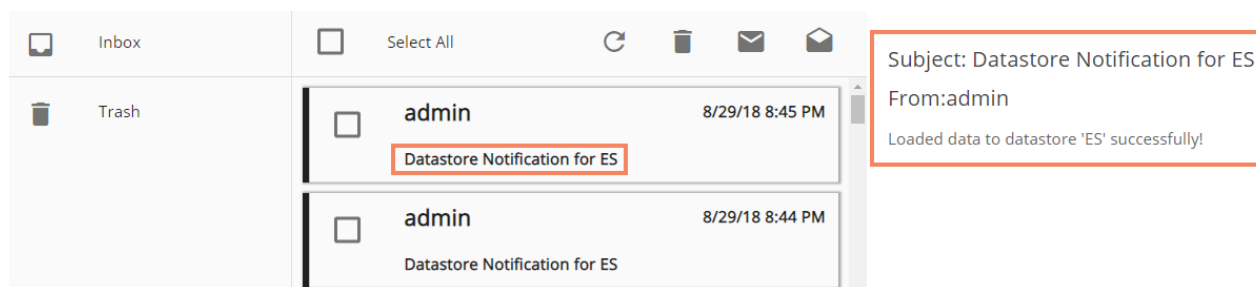 Inbox
Select All
Trash
admin
8/29/18 8:45 PM
Datastore Notification for ES
admin
8/29/18 8:44 PM
Datastore Notification for ES
Subject: Datastore Notification for ES
From:admin
Loaded data to datastore 'ES' successfully!